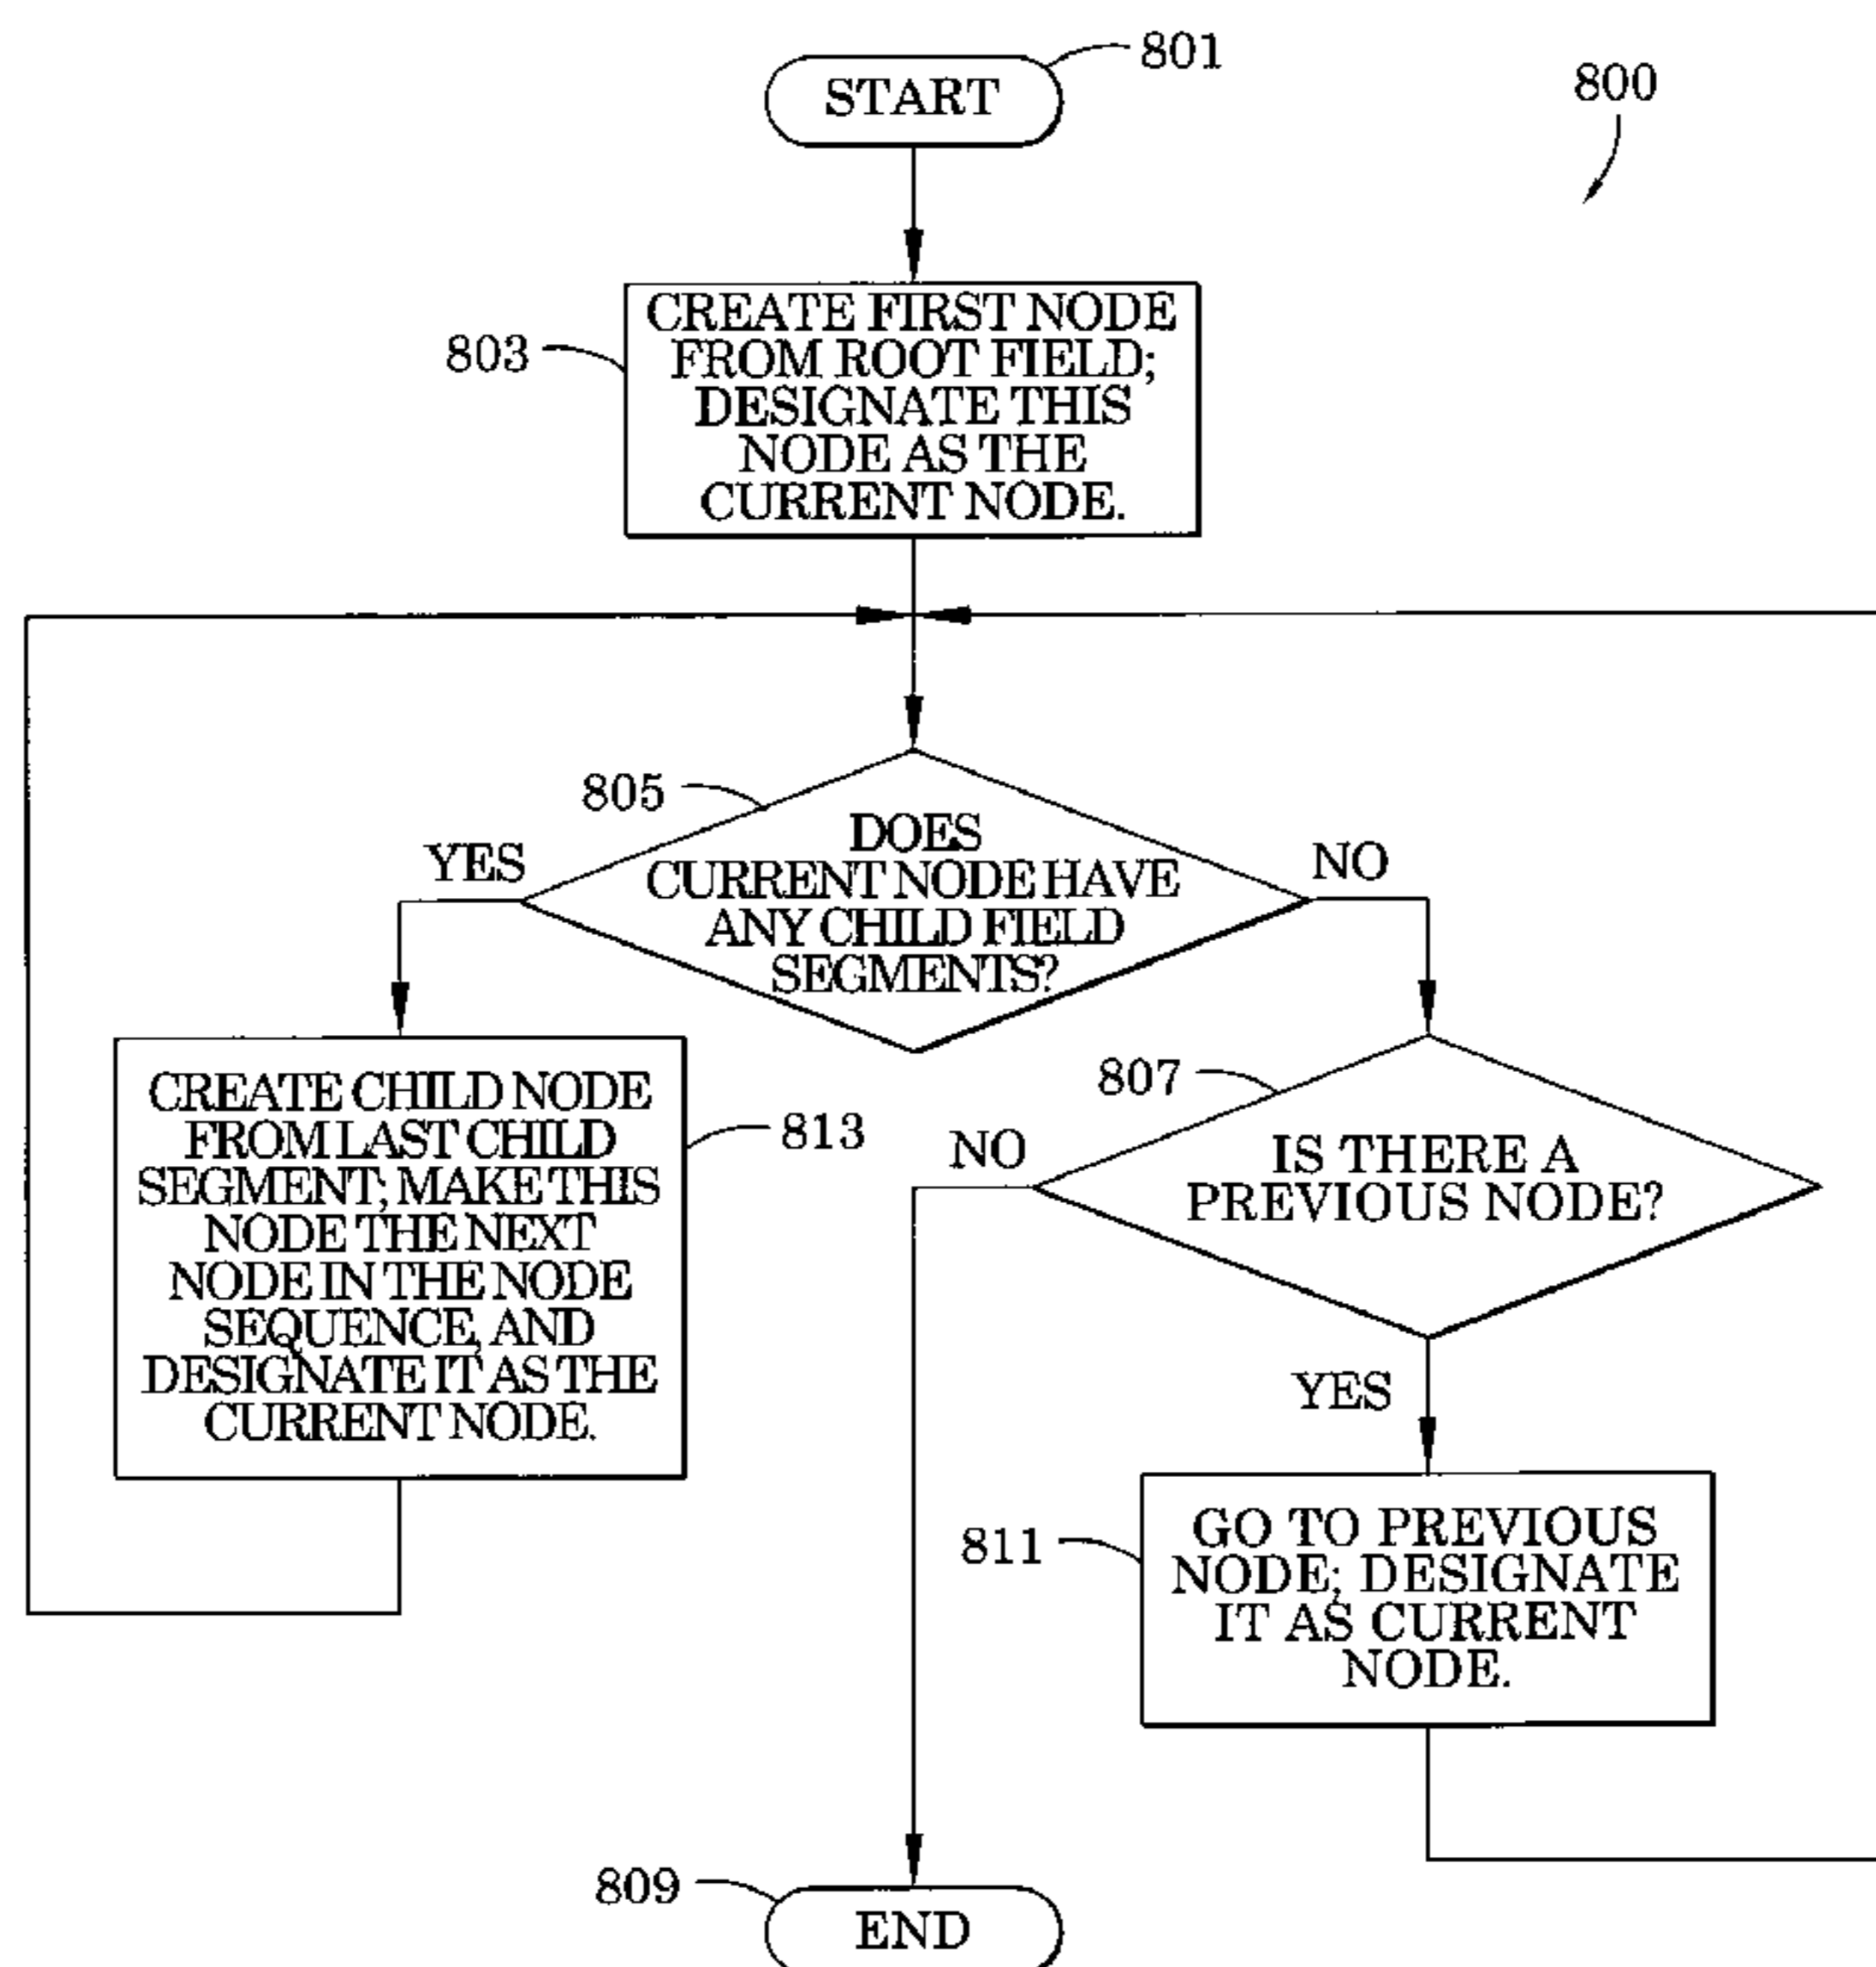 801
START
800
CREATE FIRST NODE
FROM ROOT FIELD;
DESIGNATE THIS
NODE AS THE
CURRENT NODE.
803
805
DOES
CURRENT NODE HAVE
ANY CHILD FIELD
SEGMENTS?
YES
NO
CREATE CHILD NODE
FROM LAST CHILD
SEGMENT; MAKE THIS
NODE THE NEXT
NODE IN THE NODE
SEQUENCE, AND
DESIGNATE IT AS THE
CURRENT NODE.
813
807
NO
IS THERE A
PREVIOUS NODE?
YES
GO TO PREVIOUS
NODE; DESIGNATE
IT AS CURRENT
NODE.
811
809
END